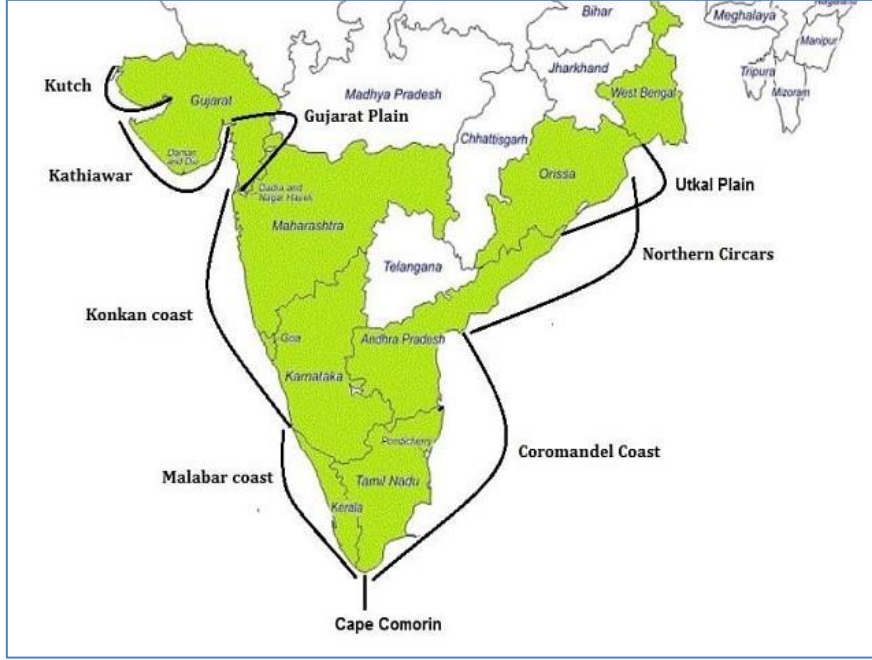 Bihar
Meghalaya
Manipur
Jharkhand
Tripura
Mizoram
Kutch
Gujarat
Madhya Pradesh
West Bengal
Gujarat Plain
Chhattisgarh
Daman
and Diu
Kathiawar
Orissa
Utkal Plain
Dadra and
Nagar Haveli
Maharashtra
Telangana
Northern Circars
Konkan coast
Goa
Andhra Pradesh
Karnataka
Pondicherry
Coromandel Coast
Malabar coast
Tamil Nadu
Kerala
Cape Comorin